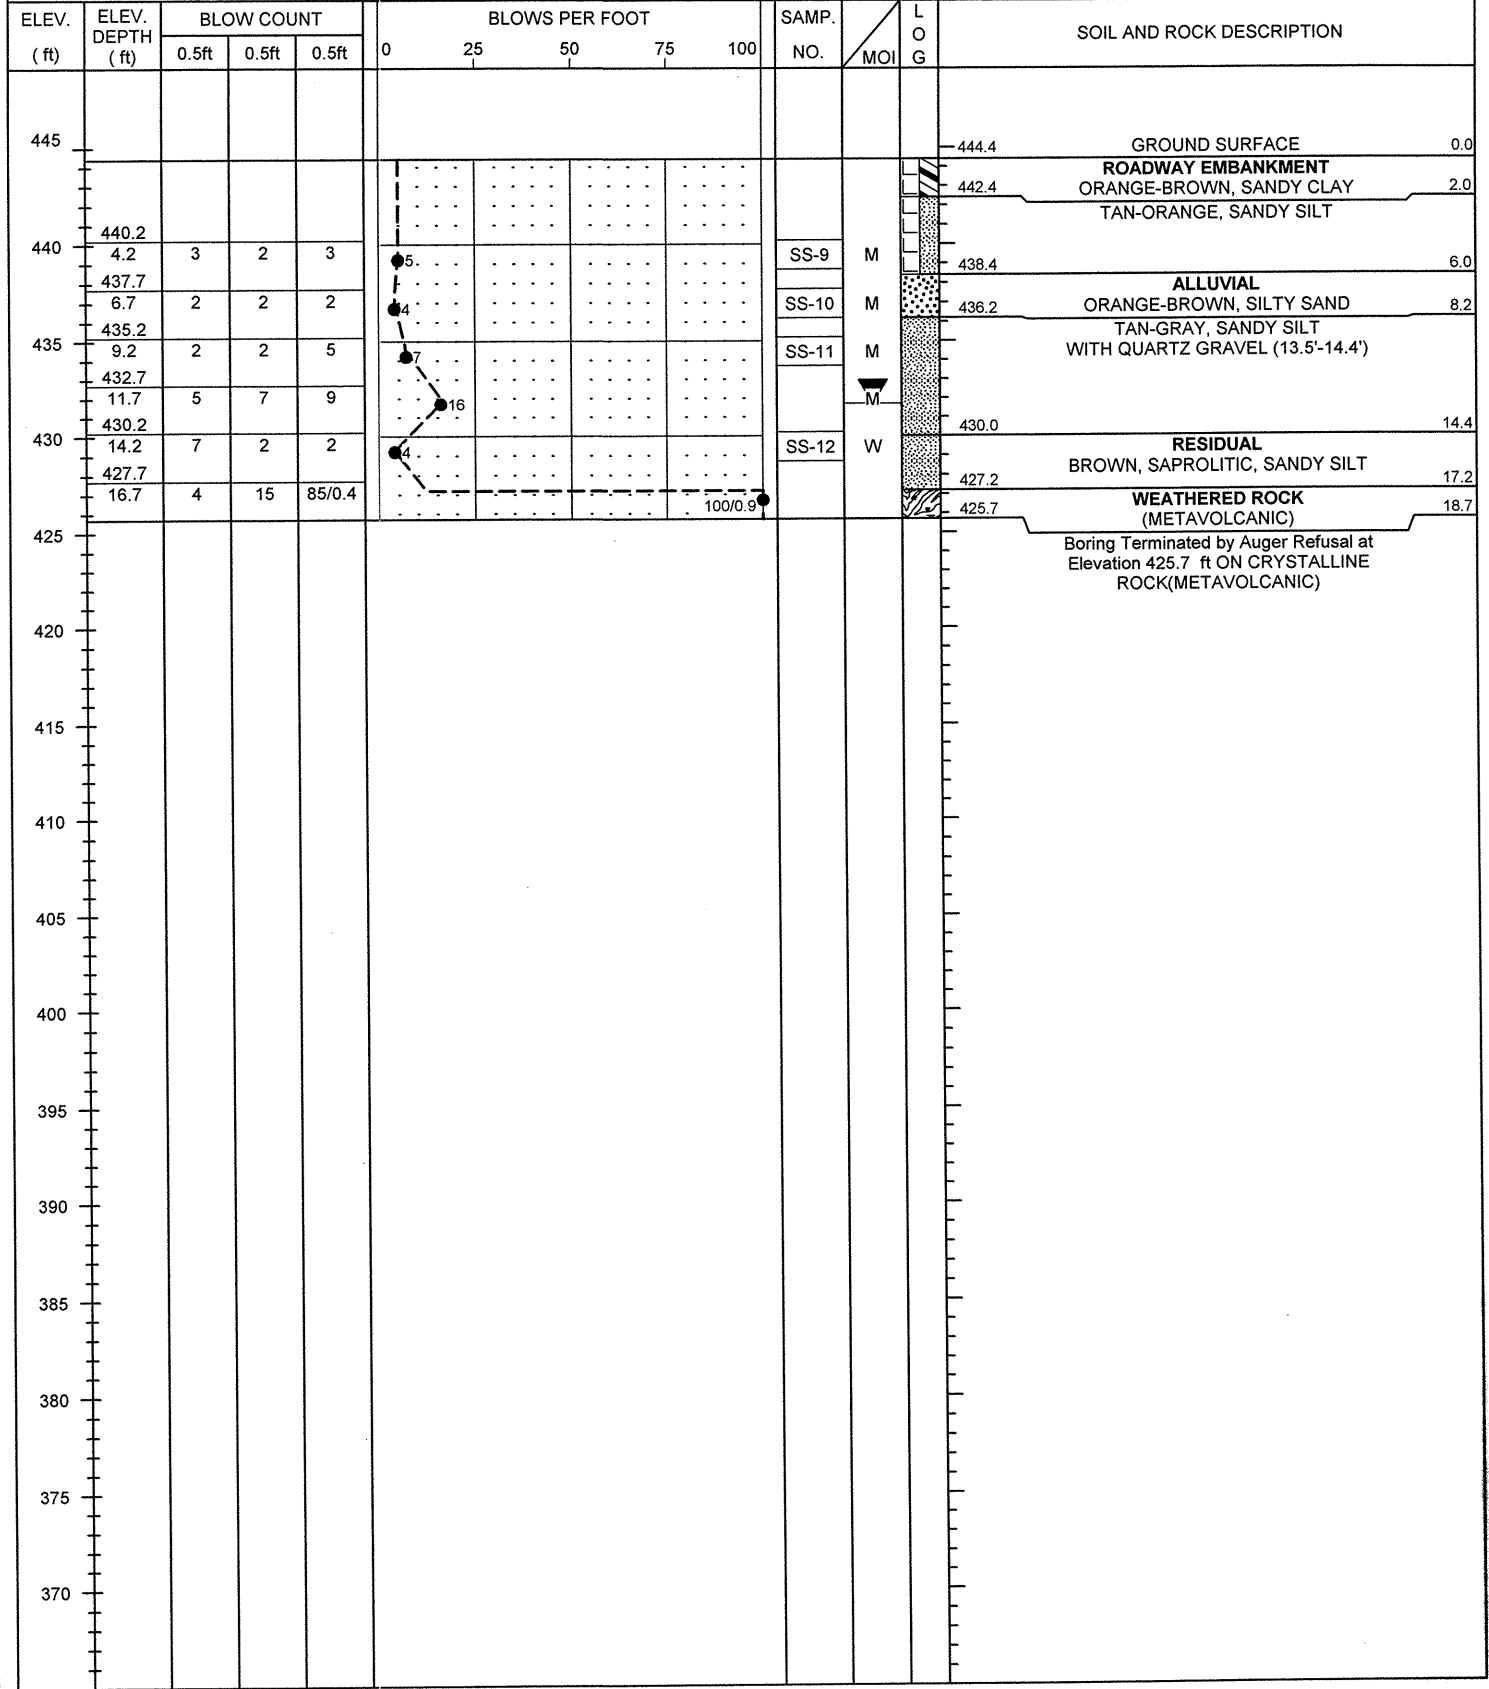 ELEV. ELEV. BLOW COUNT BLOWS PER FOOT SAMP. L
DEPTH O SOIL AND ROCK DESCRIPTION
( ft) ( ft) 0.5ft 0.5ft 0.5ft 0 25 50 75 100 NO. MOI G
445 444.4 GROUND SURFACE 0.0
ROADWAY EMBANKMENT
442.4 ORANGE-BROWN, SANDY CLAY 2.0
TAN-ORANGE, SANDY SILT
440.2
440 4.2 3 2 3 5 SS-9 M
438.4 6.0
437.7 ALLUVIAL
6.7 2 2 2 4 SS-10 M 436.2 ORANGE-BROWN, SILTY SAND 8.2
435.2 TAN-GRAY, SANDY SILT
435 9.2 2 2 5 7 SS-11 M WITH QUARTZ GRAVEL (13.5'-14.4')
432.7
11.7 5 7 9 16 M
430.2 430.0 14.4
430 14.2 7 2 2 4 SS-12 W RESIDUAL
BROWN, SAPROLITIC, SANDY SILT
427.7 427.2 17.2
16.7 4 15 85/0.4 WEATHERED ROCK
100/0.9 425.7 (METAVOLCANIC) 18.7
425 Boring Terminated by Auger Refusal at
Elevation 425.7 ft ON CRYSTALLINE
ROCK(METAVOLCANIC)
420
415
410
405
400
395
390
385
380
375
370